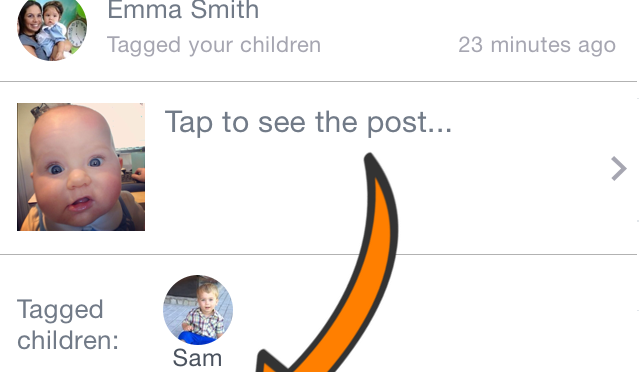 Emma Smith
Tagged your children 23 minutes ago
Tap to see the post...
Tagged
children:
Sam